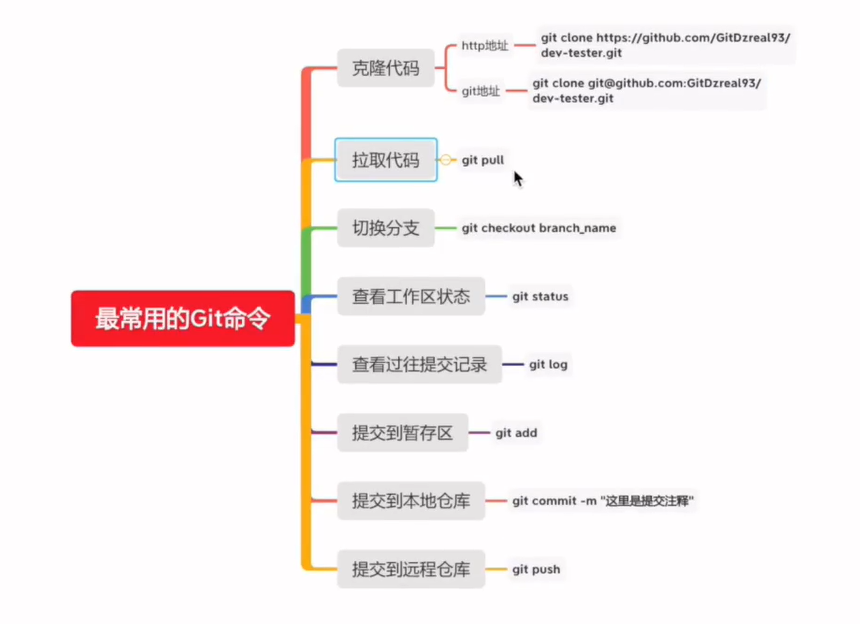 最常用的Git命令
克隆代码
http地址
git clone https://github.com/GitDzreal93/
dev-tester.git
git地址
git clone git@github.com:GitDzreal93/
dev-tester.git
拉取代码
git pull
切换分支
git checkout branch_name
查看工作区状态
git status
查看过往提交记录
git log
提交到暂存区
git add
提交到本地仓库
git commit -m "这里是提交注释"
提交到远程仓库
git push